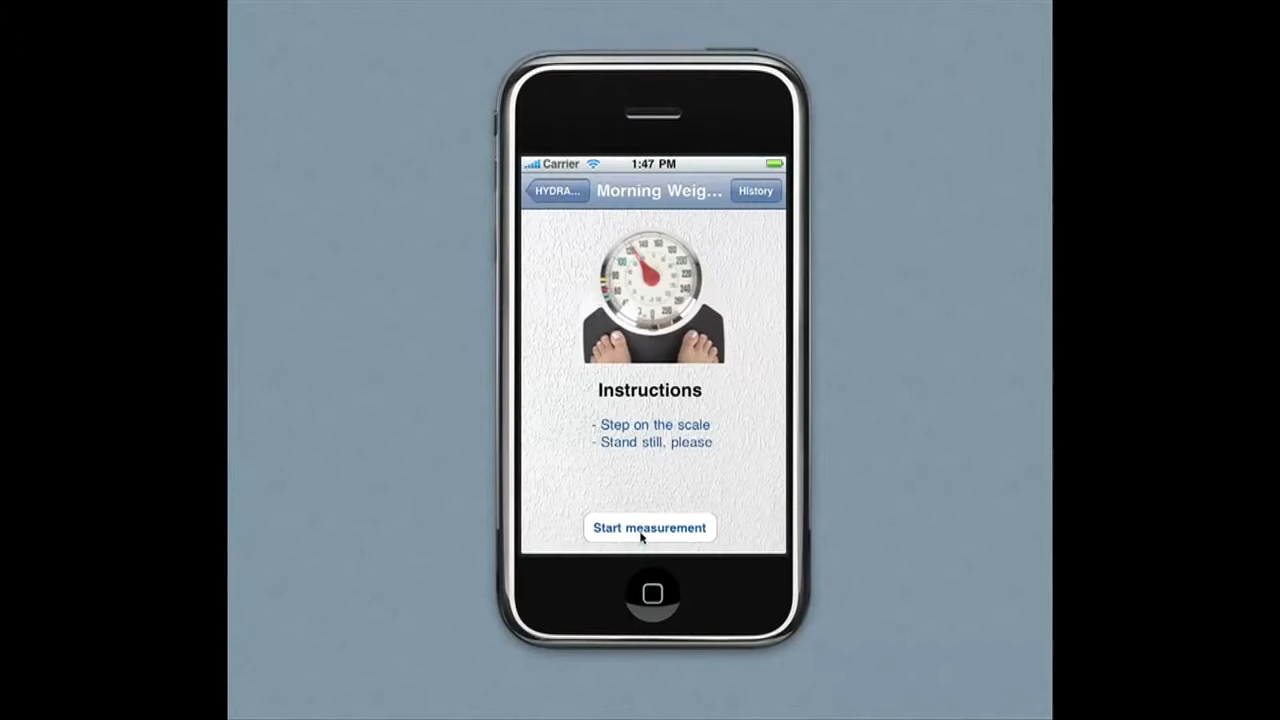 Carrier
1:47 PM
HYDRA...
Morning Weig...
History
Instructions
- Step on the scale
- Stand still, please
Start measurement